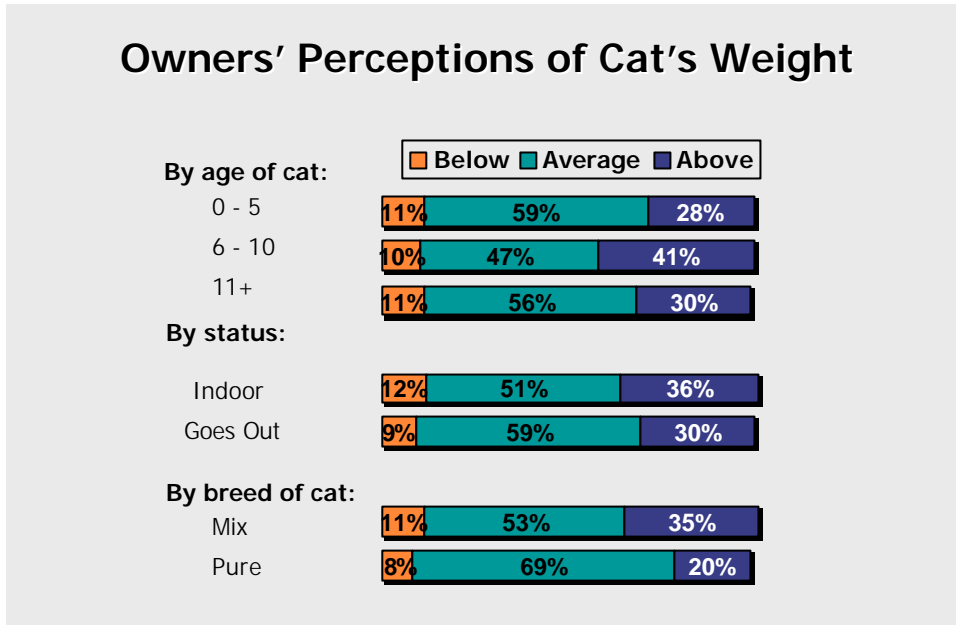 Owners' Perceptions of Cat's Weight
Below Average Above
By age of cat:
0 - 5 11% 59% 28%
6 - 10 10% 47% 41%
11+ 11% 56% 30%
By status:
Indoor 12% 51% 36%
Goes Out 9% 59% 30%
By breed of cat:
Mix 11% 53% 35%
Pure 8% 69% 20%